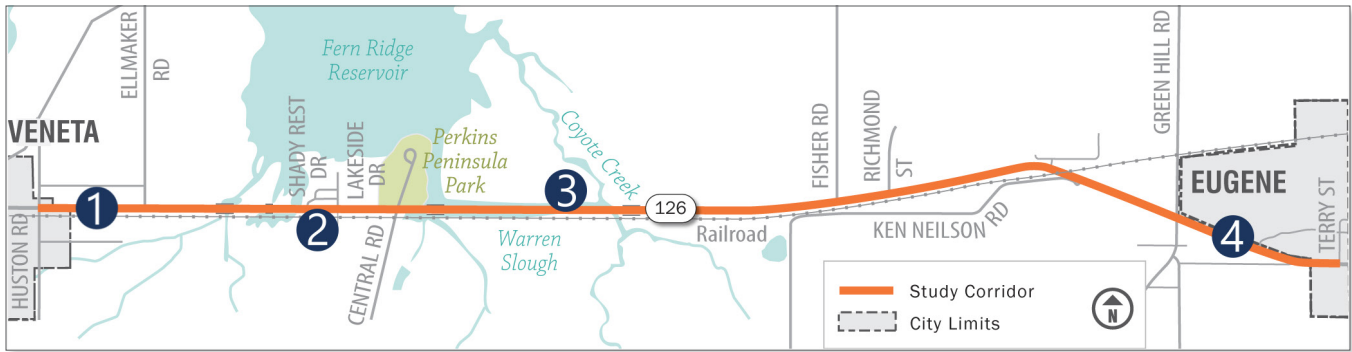 VENETA
HUSTON RD
1
ELLMAKER
RD
Fern Ridge
Reservoir
SHADY REST
DR
2
LAKESIDE
DR
CENTRAL RD
Perkins
Peninsula
Park
Coyote Creek
3
Warren
Slough
126
Railroad
FISHER RD
RICHMOND
ST
KEN NEILSON RD
GREEN HILL RD
EUGENE
4
TERRY ST
Study Corridor
City Limits
N